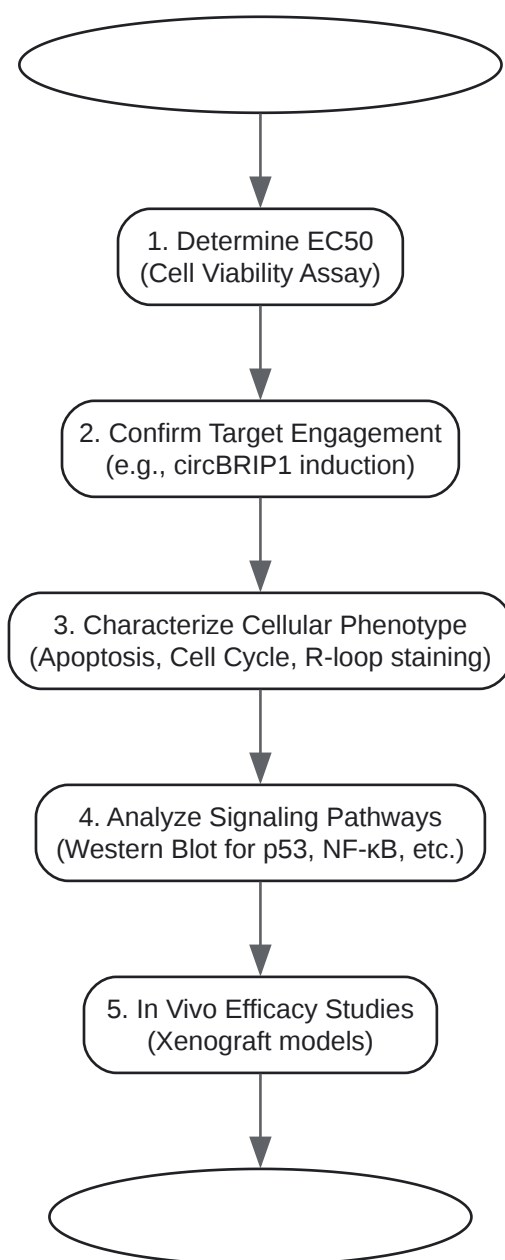 1. Determine EC50
(Cell Viability Assay)
2. Confirm Target Engagement
(e.g., circBRIP1 induction)
3. Characterize Cellular Phenotype
(Apoptosis, Cell Cycle, R-loop staining)
4. Analyze Signaling Pathways
(Western Blot for p53, NF-κB, etc.)
5. In Vivo Efficacy Studies
(Xenograft models)